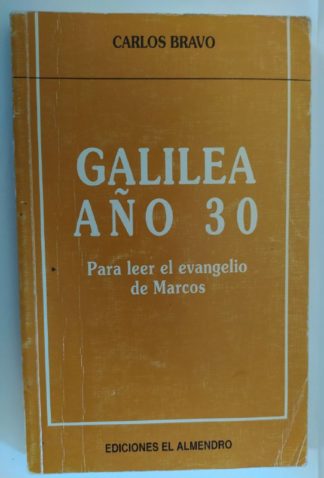 CARLOS BRAVO
GALILEA
AÑO 30
Para leer el evangelio
de Marcos
EDICIONES EL ALMENDRO